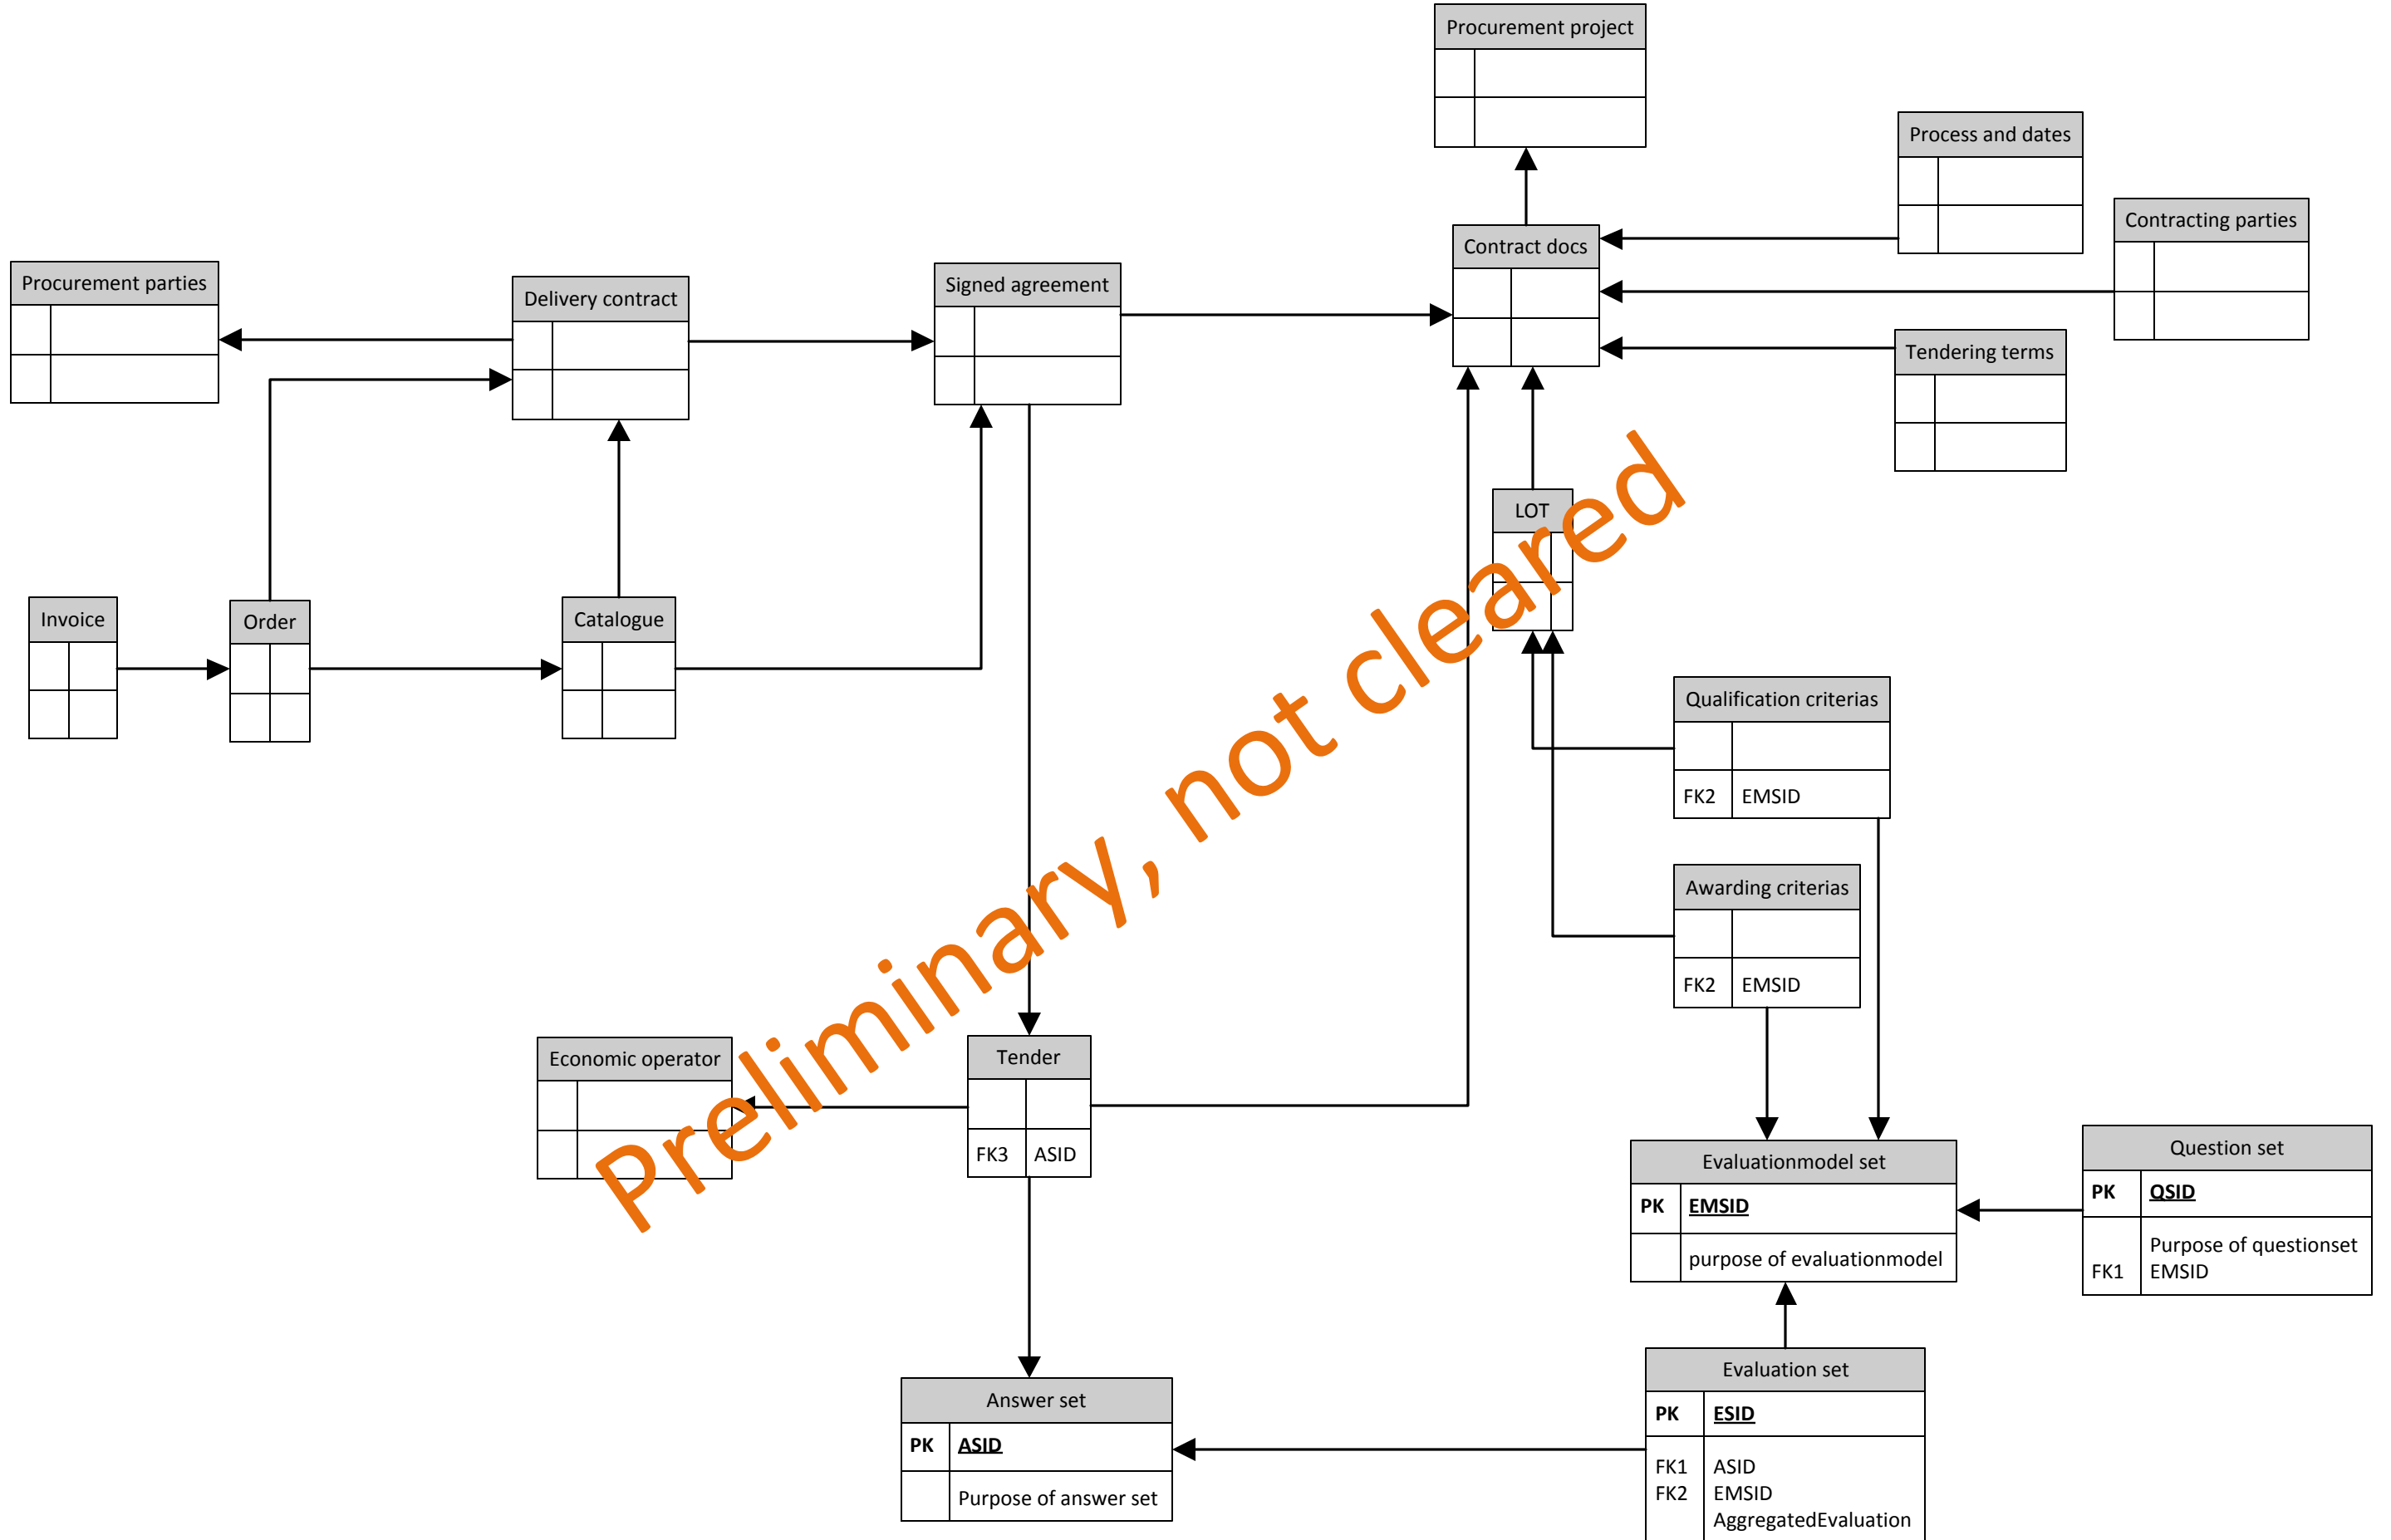 Procurement project
Process and dates
Contracting parties
Contract docs
Procurement parties
Delivery contract
Signed agreement
Tendering terms
LOT
Invoice
Order
Catalogue
Qualification criterias
FK2 EMSID
Awarding criterias
FK2 EMSID
Preliminary, not cleared
Economic operator
Tender
FK3 ASID
Evaluationmodel set
PK EMSID
purpose of evaluationmodel
Question set
PK QSID
Purpose of questionset
FK1 EMSID
Answer set
PK ASID
Purpose of answer set
Evaluation set
PK ESID
FK1 ASID
FK2 EMSID
AggregatedEvaluation